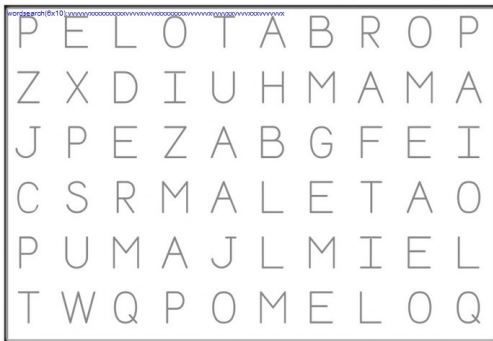 P E L O T A B R O P
Z X D I U H M A M A
J P E Z A B G F E I
C S R M A L E T A O
P U M A J L M I E L
T W Q P O M E L O Q